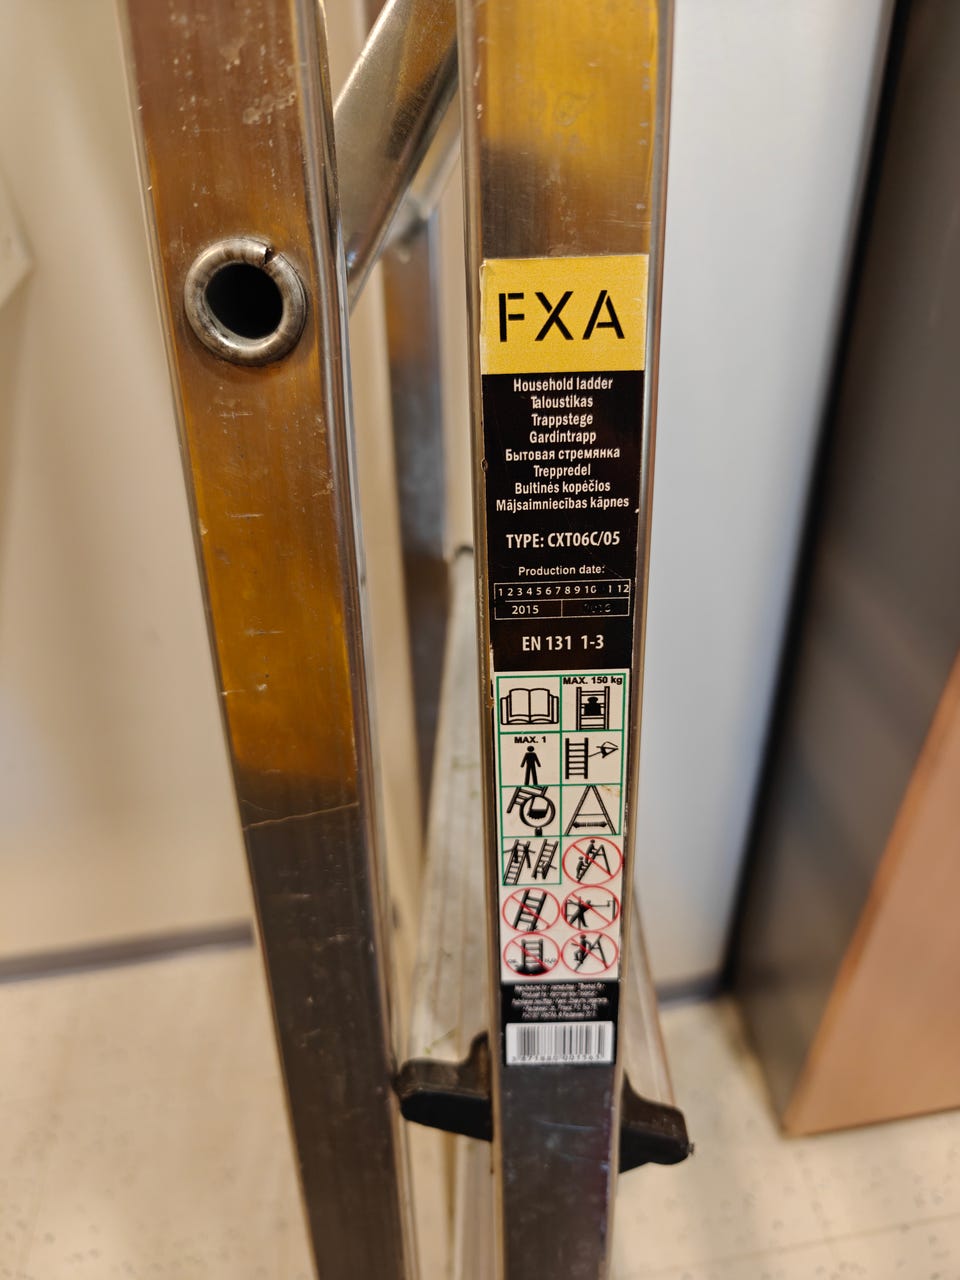 FXA
Household ladder
Taloustikas
Trappstege
Gardintrapp
Бытовая стремянка
Treppredel
Buitinės kopėčios
Mājsaimniecības kāpnes
TYPE: CXT06C/05
Production date:
1 2 3 4 5 6 7 8 9 10 1 12
2015
EN 131 1-3
MAX. 150 kg
MAX. 1